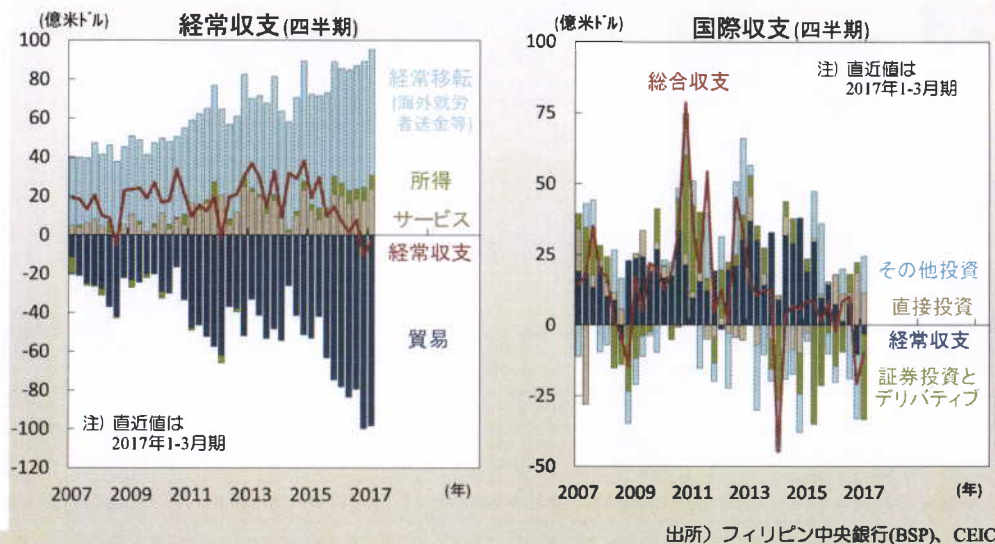 経常収支(四半期)
(億米ドル)
100
80
60
40
20
0
-20
-40
-60
-80
-100
-120
経常移転
(海外就労
者送金等)
所得
サービス
経常収支
貿易
注) 直近値は
2017年1-3月期
2007 2009 2011 2013 2015 2017 (年)
国際収支(四半期)
(億米ドル)
100
75
50
25
0
-25
-50
総合収支
注) 直近値は
2017年1-3月期
その他投資
直接投資
経常収支
証券投資と
デリバティブ
2007 2009 2011 2013 2015 2017 (年)
出所）フィリピン中央銀行(BSP)、CEIC